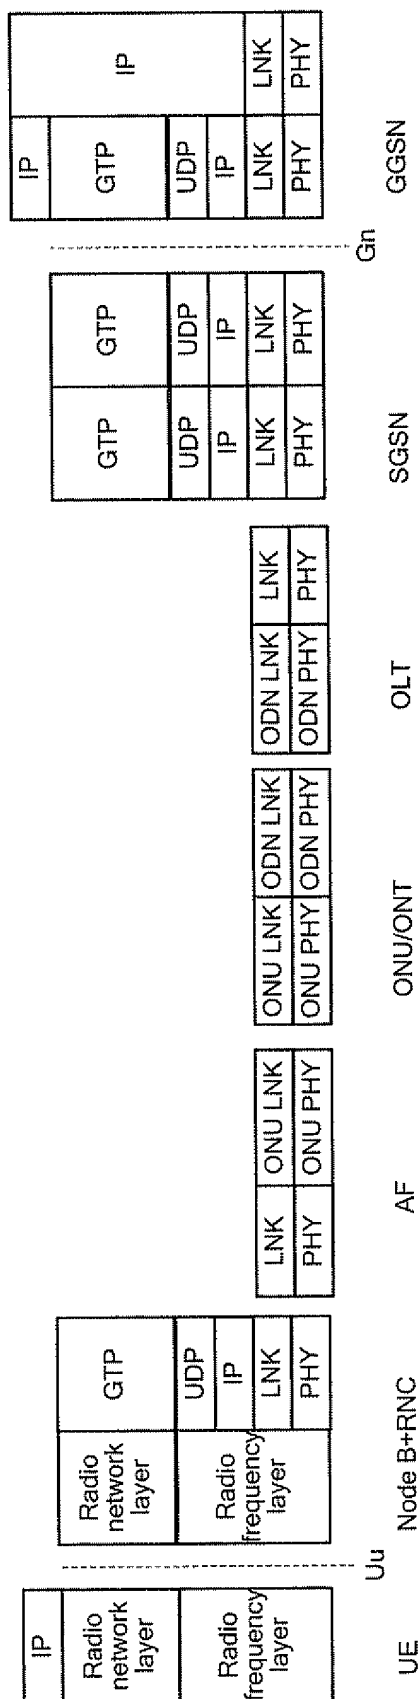 IP
Radio
network
layer
Radio
frequency
layer
UE
Uu
Radio
network
layer
Radio
frequency
layer
GTP
UDP
IP
LNK
PHY
Node B+RNC
LNK
PHY
ONU LNK
ONU PHY
AF
ONU LNK
ONU PHY
ODN LNK
ODN PHY
ONU/ONT
ODN LNK
ODN PHY
LNK
PHY
OLT
GTP
UDP
IP
LNK
PHY
GTP
UDP
IP
LNK
PHY
SGSN
Gn
IP
GTP
UDP
IP
LNK
PHY
IP
LNK
PHY
GGSN